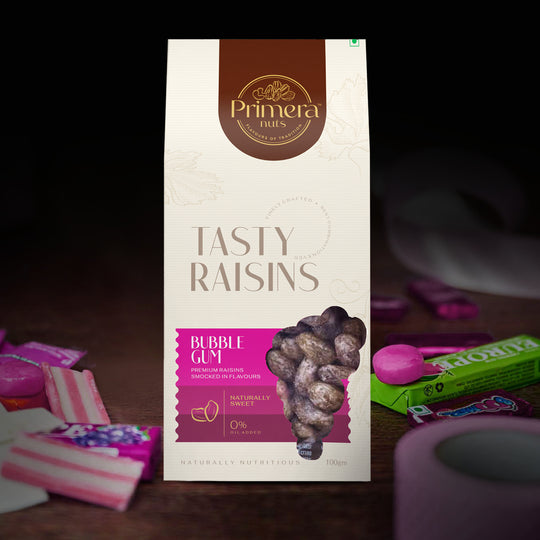 Primera
nuts
FLAVOURS OF TRADITION
TASTY
RAISINS
BUBBLE
GUM
PREMIUM RAISINS
SMOCKED IN FLAVOURS
NATURALLY
SWEET
0%
OIL ADDED
NATURALLY NUTRITIOUS
100gm